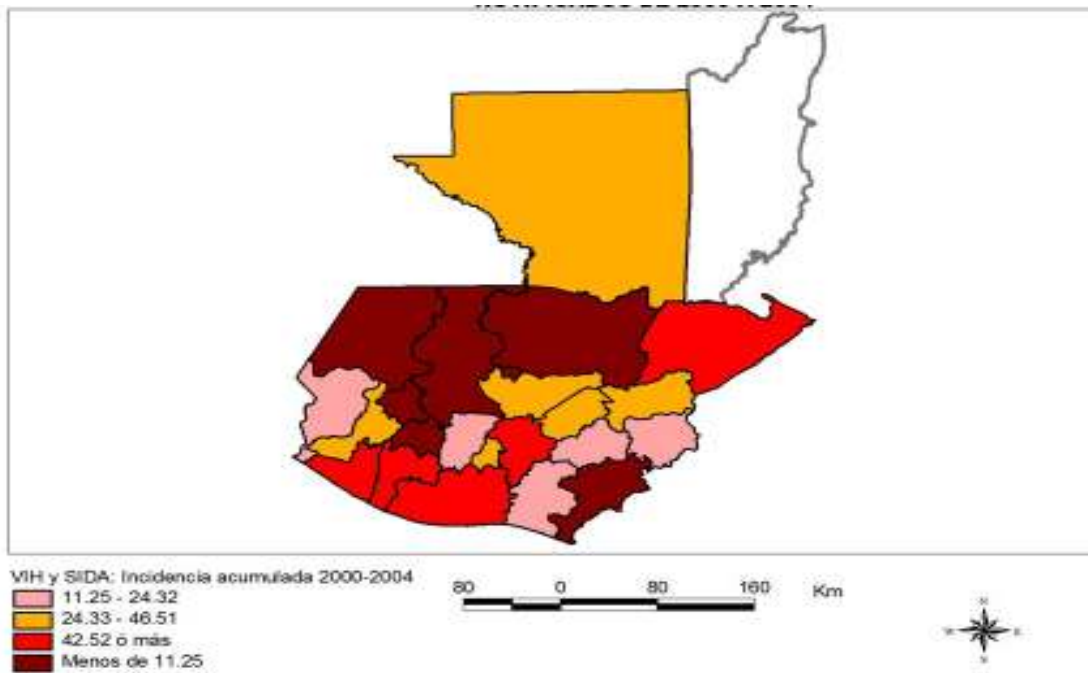 VIH y SIDA: Incidencia acumulada 2000-2004
11.25 - 24.32
24.33 - 46.51
42.52 ó más
Menos de 11.25
80 0 80 160 Km
N
S